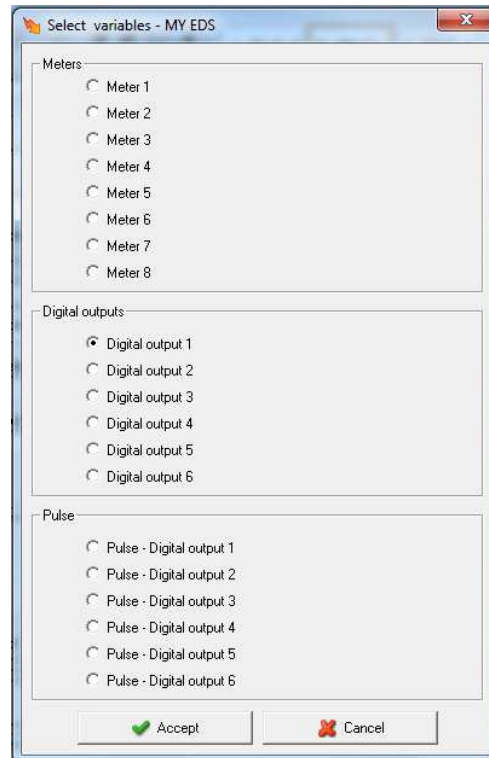 Select variables - MY EDS
Meters
Meter 1
Meter 2
Meter 3
Meter 4
Meter 5
Meter 6
Meter 7
Meter 8
Digital outputs
Digital output 1
Digital output 2
Digital output 3
Digital output 4
Digital output 5
Digital output 6
Pulse
Pulse - Digital output 1
Pulse - Digital output 2
Pulse - Digital output 3
Pulse - Digital output 4
Pulse - Digital output 5
Pulse - Digital output 6
Accept Cancel